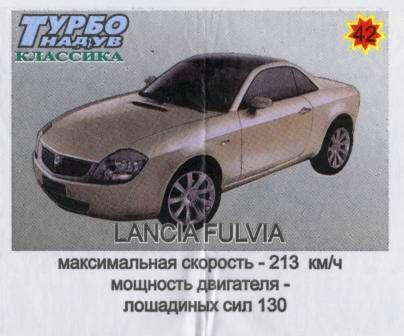 ТУРБО
НАДУВ
КЛАССИКА
42
LANCIA FULVIA
максимальная скорость - 213 км/ч
мощность двигателя -
лошадиных сил 130